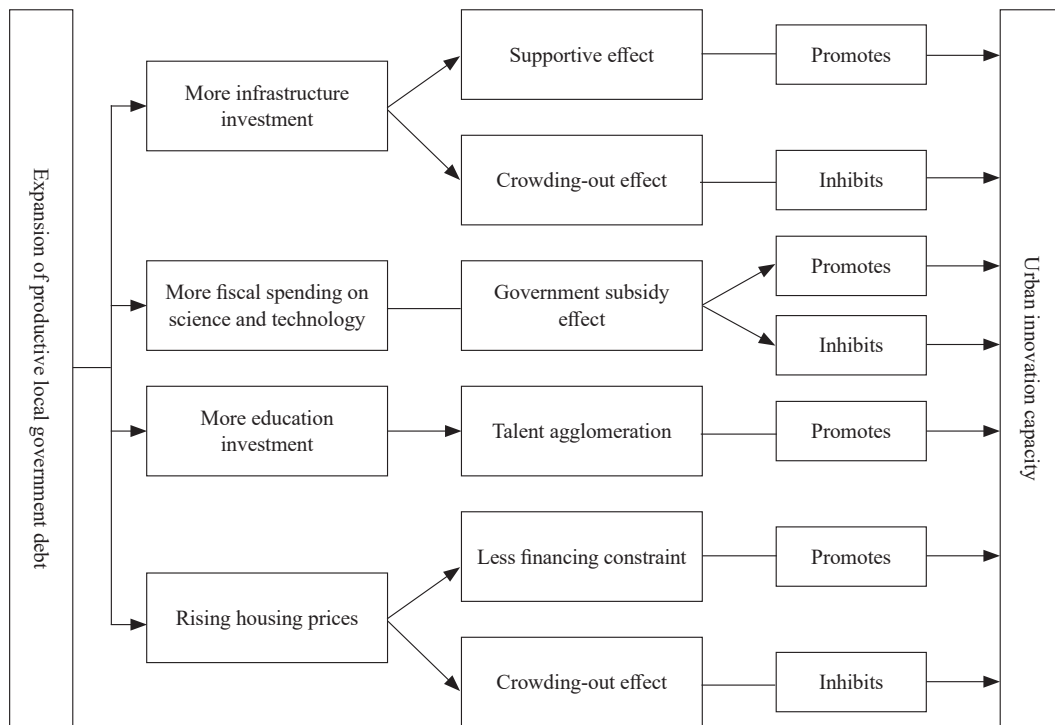 Expansion of productive local government debt
More infrastructure
investment
Supportive effect
Promotes
Crowding-out effect
Inhibits
More fiscal spending on
science and technology
Government subsidy
effect
Promotes
Inhibits
More education
investment
Talent agglomeration
Promotes
Rising housing prices
Less financing constraint
Promotes
Crowding-out effect
Inhibits
Urban innovation capacity